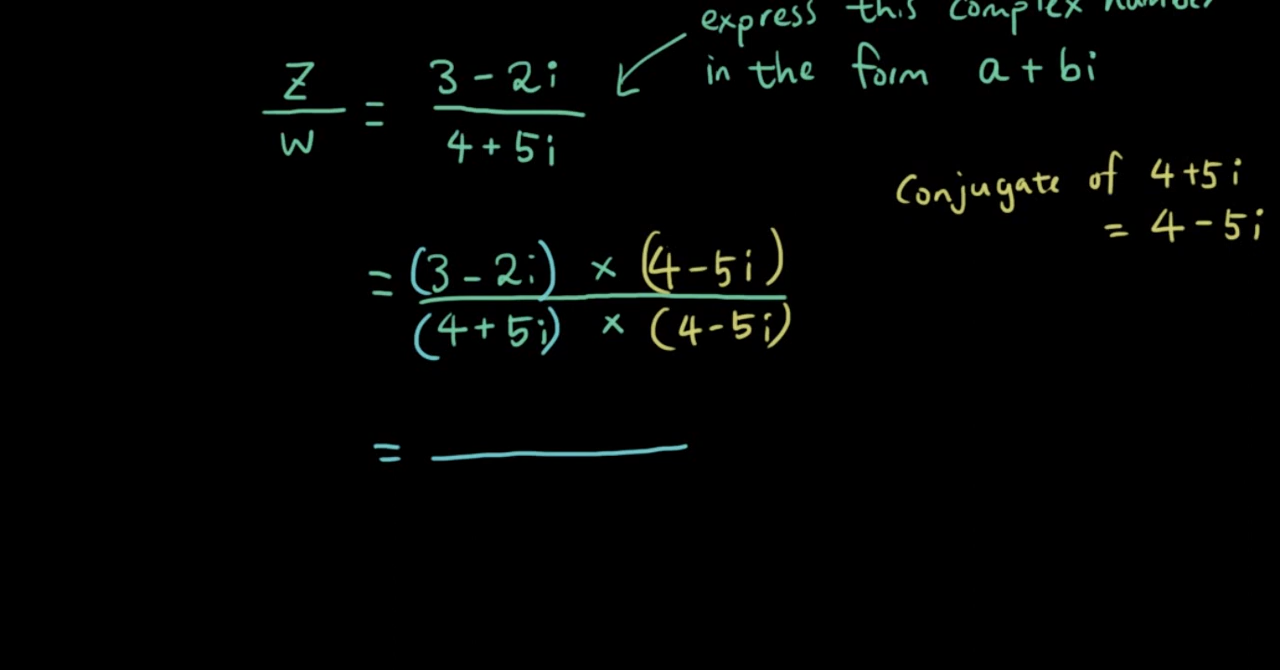 express this complex number
in the form a + bi
z/w = (3 - 2i)/(4 + 5i)
Conjugate of 4+5i
= 4 - 5i
= (3 - 2i) × (4-5i)
(4 + 5i) × (4-5i)
=